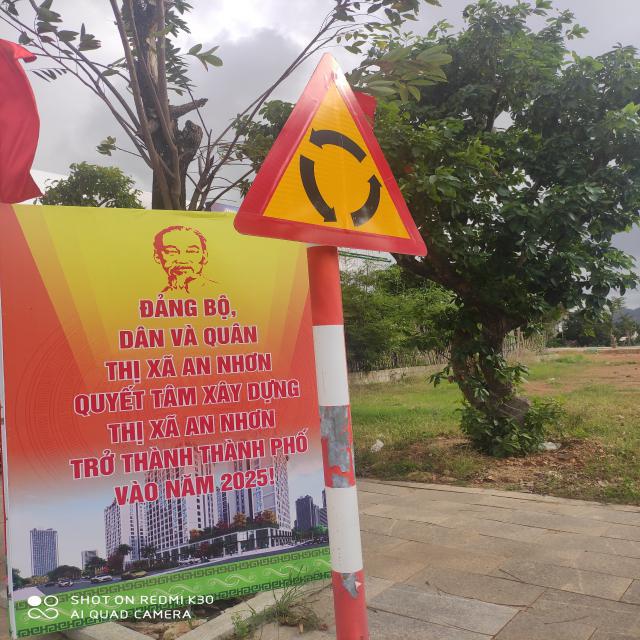 ĐẢNG BỘ,
DÂN VÀ QUÂN
THỊ XÃ AN NHƠN
QUYẾT TÂM XÂY DỰNG
THỊ XÃ AN NHƠN
TRỞ THÀNH THÀNH PHỐ
VÀO NĂM 2025!
SHOT ON REDMI K30
AI QUAD CAMERA